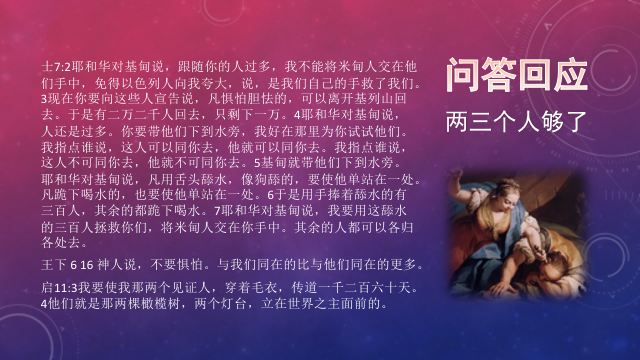 士7:2耶和华对基甸说，跟随你的人过多，我不能将米甸人交在他
们手中，免得以色列人向我夸大，说，是我们自己的手救了我们。
3现在你要向这些人宣告说，凡惧怕胆怯的，可以离开基列山回
去。于是有二万二千人回去，只剩下一万。4耶和华对基甸说，
人还是过多。你要带他们下到水旁，我好在那里为你试试他们。
我指点谁说，这人可以同你去，他就可以同你去。我指点谁说，
这人不可同你去，他就不可同你去。5基甸就带他们下到水旁。
耶和华对基甸说，凡用舌头舔水，像狗舔的，要使他单站在一处。
凡跪下喝水的，也要使他单站在一处。6于是用手捧着舔水的有
三百人，其余的都跪下喝水。7耶和华对基甸说，我要用这舔水
的三百人拯救你们，将米甸人交在你手中。其余的人都可以各归
各处去。
王下 6 16 神人说，不要惧怕。与我们同在的比与他们同在的更多。
启11:3我要使我那两个见证人，穿着毛衣，传道一千二百六十天。
4他们就是那两棵橄榄树，两个灯台，立在世界之主面前的。
问答回应
两三个人够了